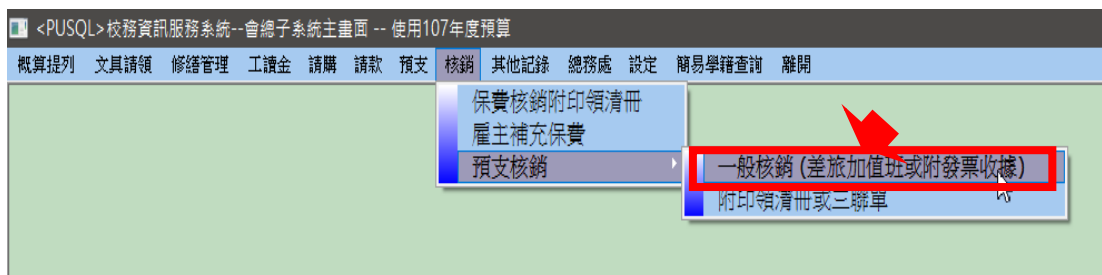 <PUSQL>校務資訊服務系統--會總子系統主畫面 -- 使用107年度預算
概算提列 文具請領 修繕管理 工讀金 請購 請款 預支 核銷 其他記錄 總務處 設定 簡易學籍查詢 離開
保費核銷附印領清冊
雇主補充保費
預支核銷
一般核銷 (差旅加值班或附發票收據)
附印領清冊或三聯單